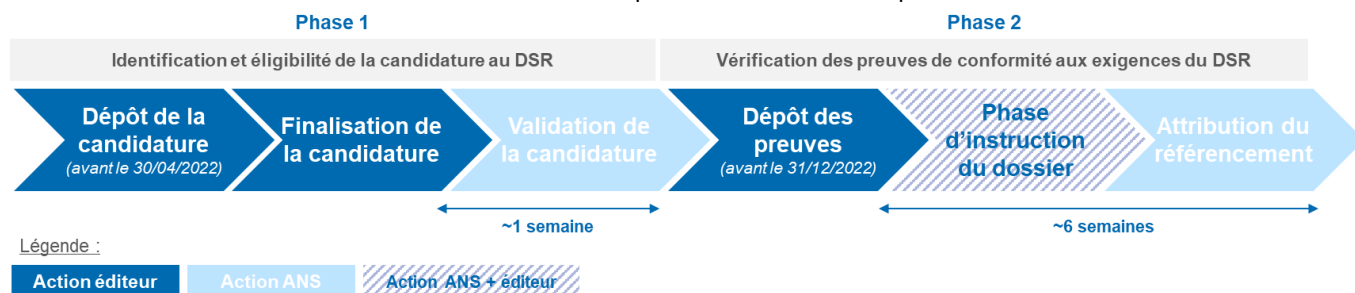 Phase 1
Phase 2
Identification et éligibilité de la candidature au DSR
Vérification des preuves de conformité aux exigences du DSR
Dépôt de la
candidature
(avant le 30/04/2022)
Finalisation de
la candidature
Validation de
la candidature
Dépôt des
preuves
(avant le 31/12/2022)
Phase
d'instruction
du dossier
Attribution du
référencement
~1 semaine
~6 semaines
Légende :
Action éditeur
Action ANS
Action ANS + éditeur